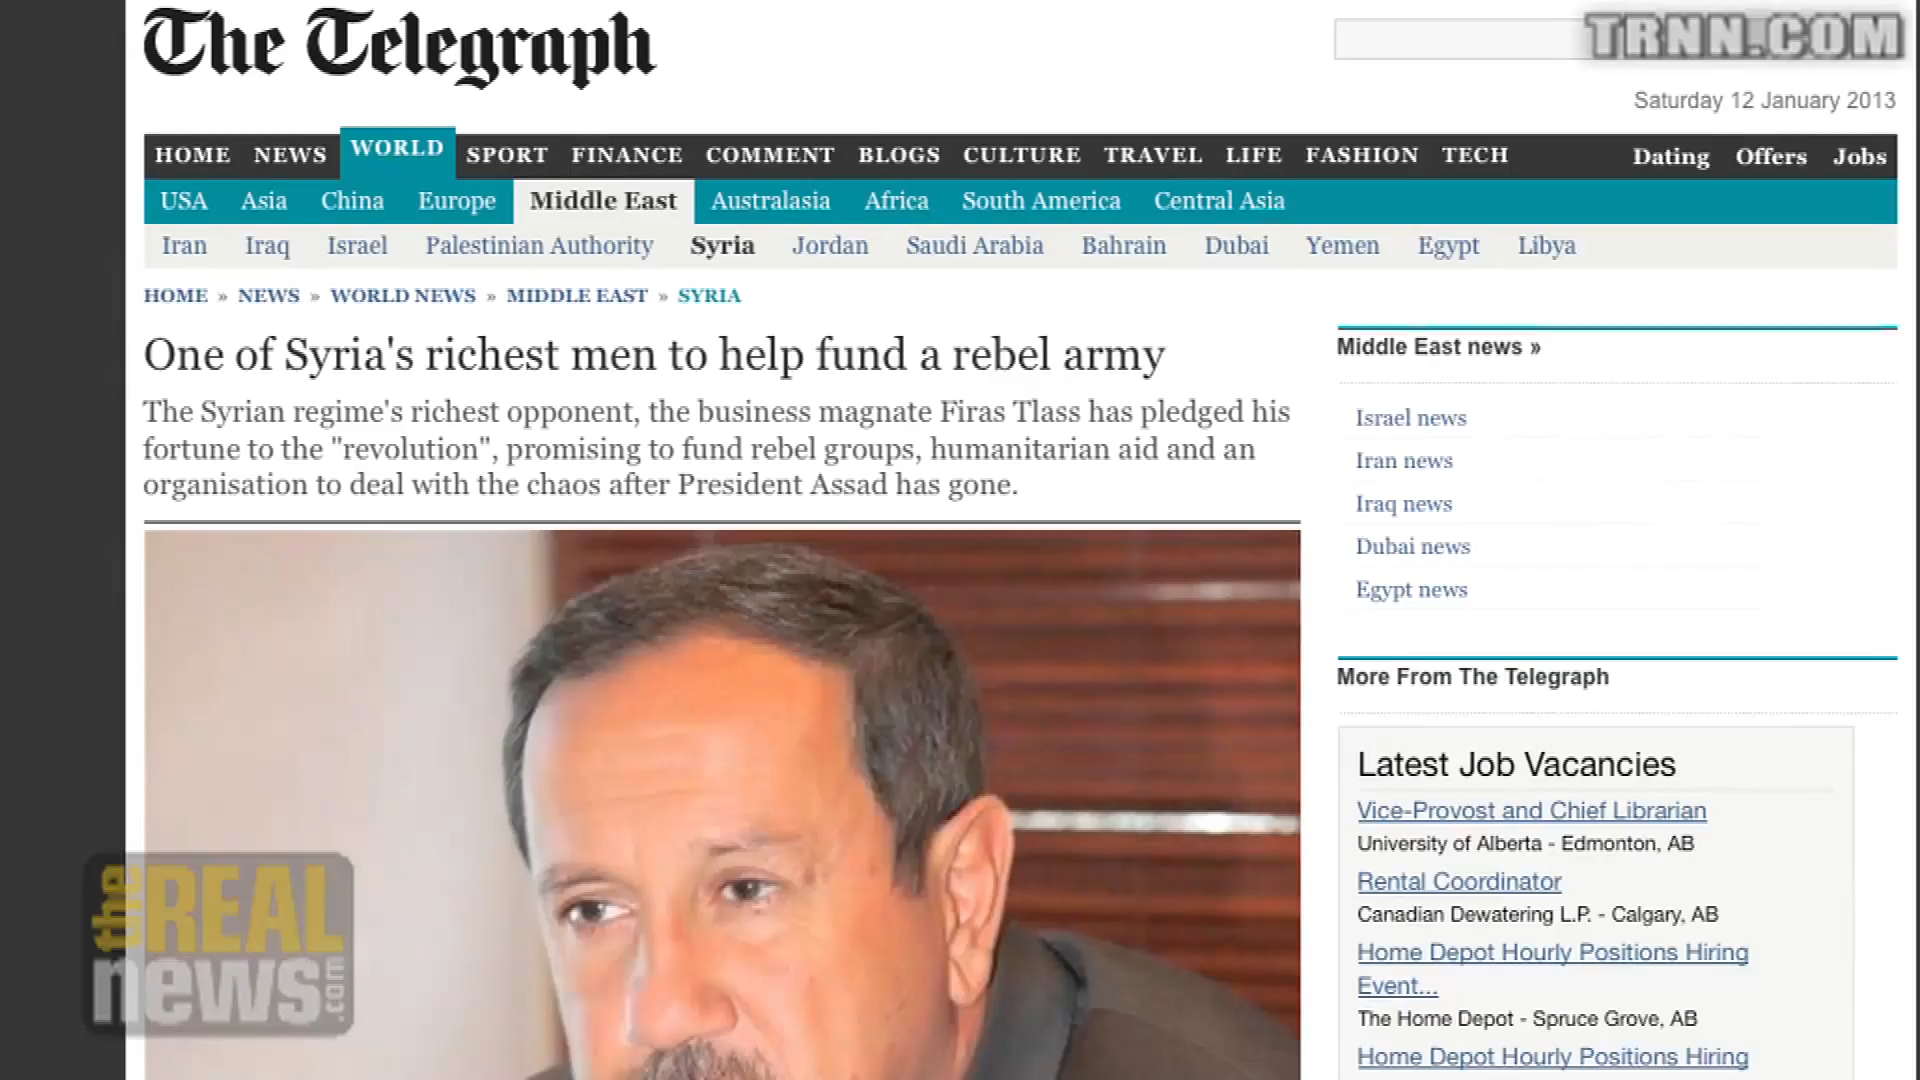 The Telegraph
TRNN.COM
Saturday 12 January 2013
HOME NEWS WORLD SPORT FINANCE COMMENT BLOGS CULTURE TRAVEL LIFE FASHION TECH Dating Offers Jobs
USA Asia China Europe Middle East Australasia Africa South America Central Asia
Iran Iraq Israel Palestinian Authority Syria Jordan Saudi Arabia Bahrain Dubai Yemen Egypt Libya
HOME » NEWS » WORLD NEWS » MIDDLE EAST » SYRIA
One of Syria's richest men to help fund a rebel army
The Syrian regime's richest opponent, the business magnate Firas Tlass has pledged his
fortune to the "revolution", promising to fund rebel groups, humanitarian aid and an
organisation to deal with the chaos after President Assad has gone.
Middle East news »
Israel news
Iran news
Iraq news
Dubai news
Egypt news
More From The Telegraph
Latest Job Vacancies
Vice-Provost and Chief Librarian
University of Alberta - Edmonton, AB
Rental Coordinator
Canadian Dewatering L.P. - Calgary, AB
Home Depot Hourly Positions Hiring
Event...
The Home Depot - Spruce Grove, AB
Home Depot Hourly Positions Hiring
the REAL
news.com